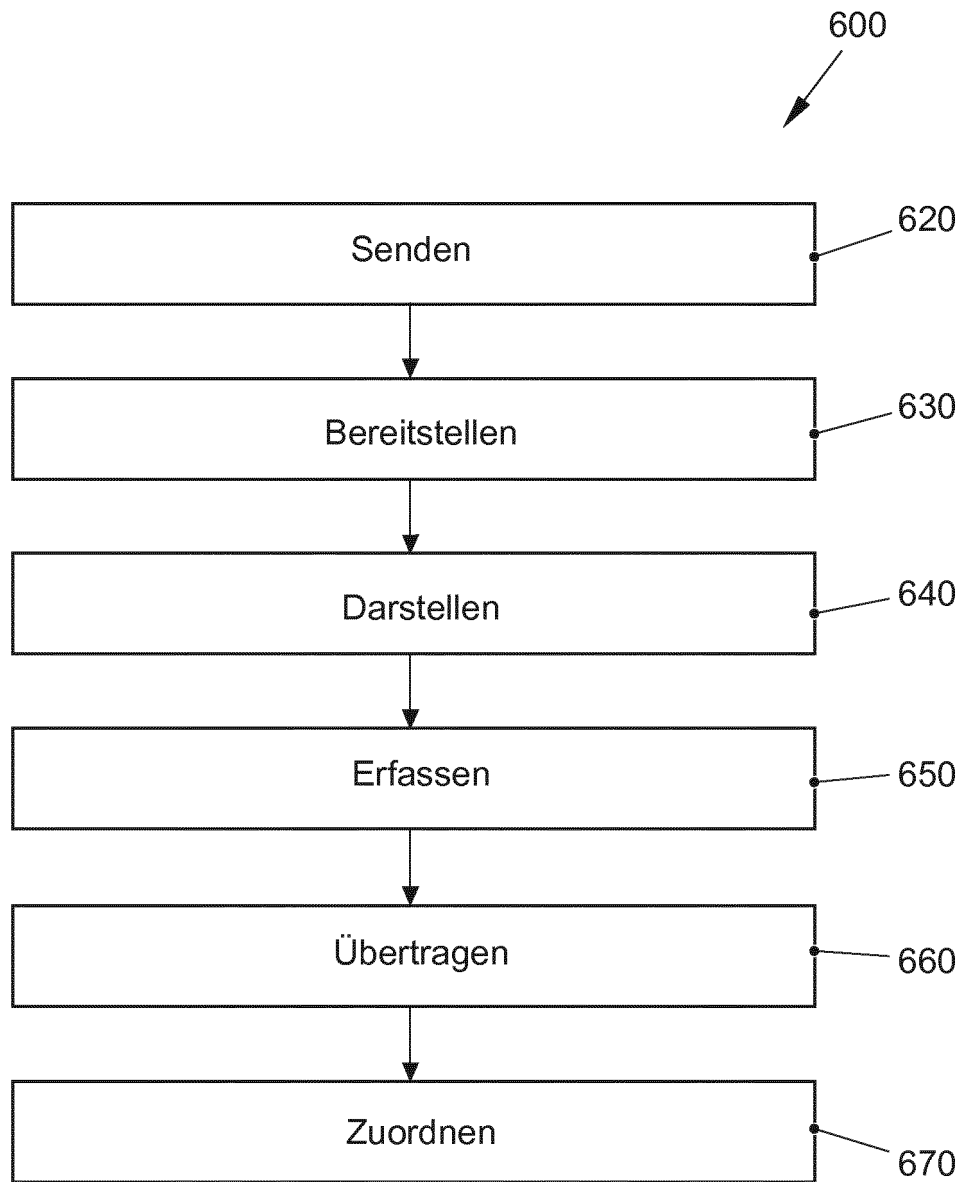 600
Senden
620
Bereitstellen
630
Darstellen
640
Erfassen
650
Übertragen
660
Zuordnen
670